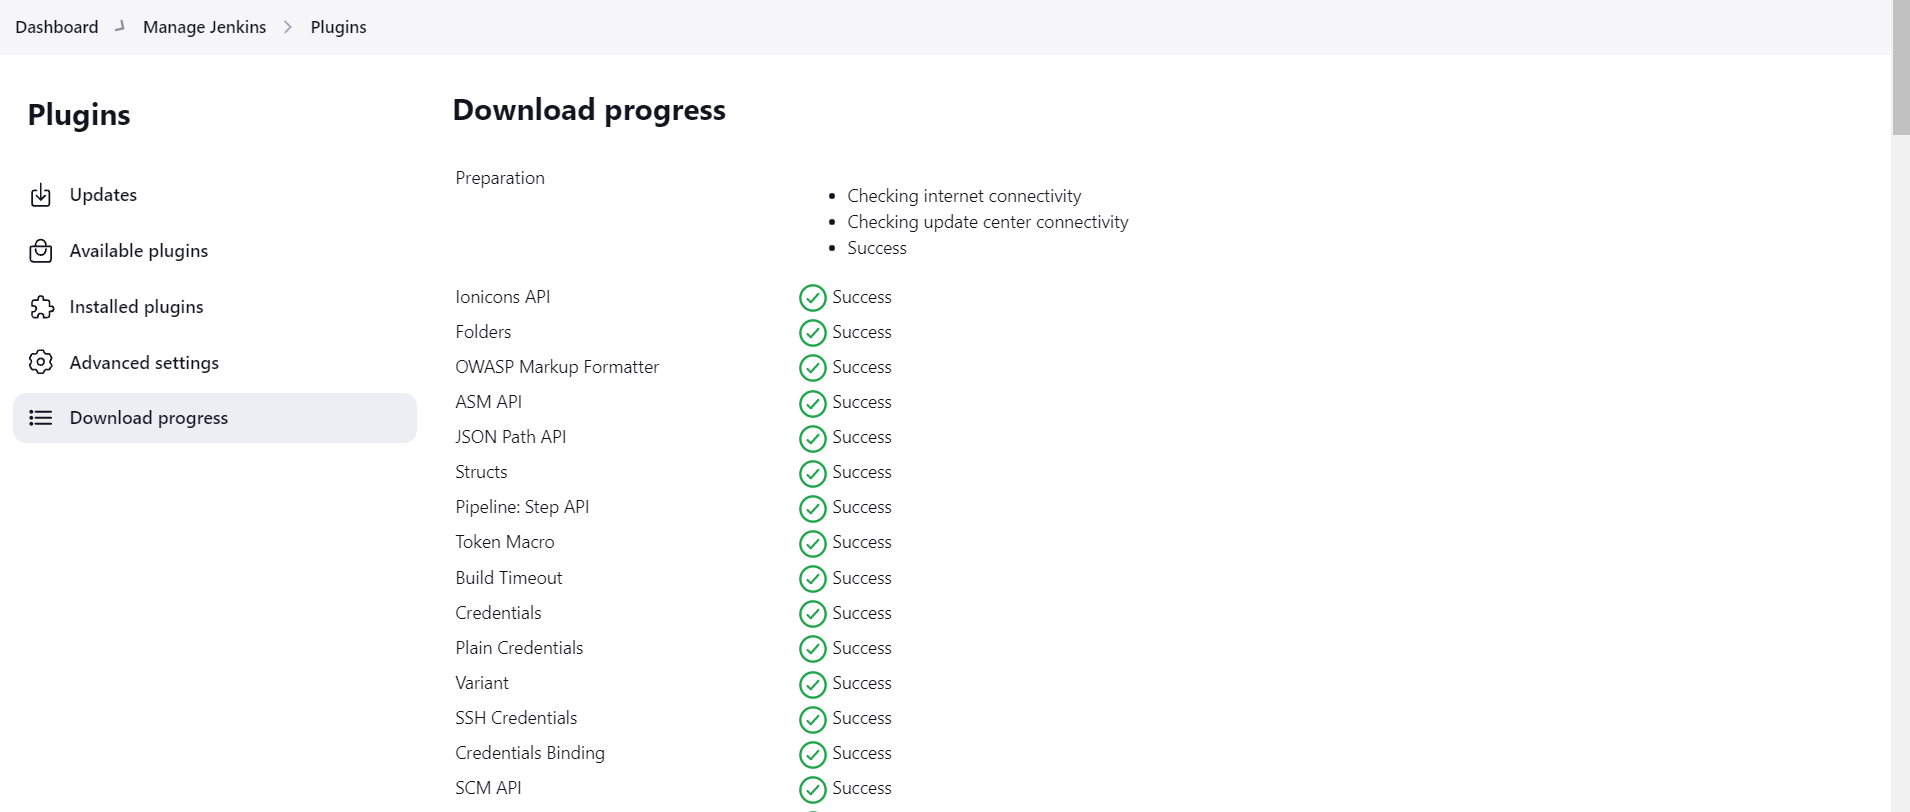 Dashboard Manage Jenkins Plugins
Plugins
Updates
Available plugins
Installed plugins
Advanced settings
Download progress
Download progress
Preparation
Checking internet connectivity
Checking update center connectivity
Success
Ionicons API Success
Folders Success
OWASP Markup Formatter Success
ASM API Success
JSON Path API Success
Structs Success
Pipeline: Step API Success
Token Macro Success
Build Timeout Success
Credentials Success
Plain Credentials Success
Variant Success
SSH Credentials Success
Credentials Binding Success
SCM API Success